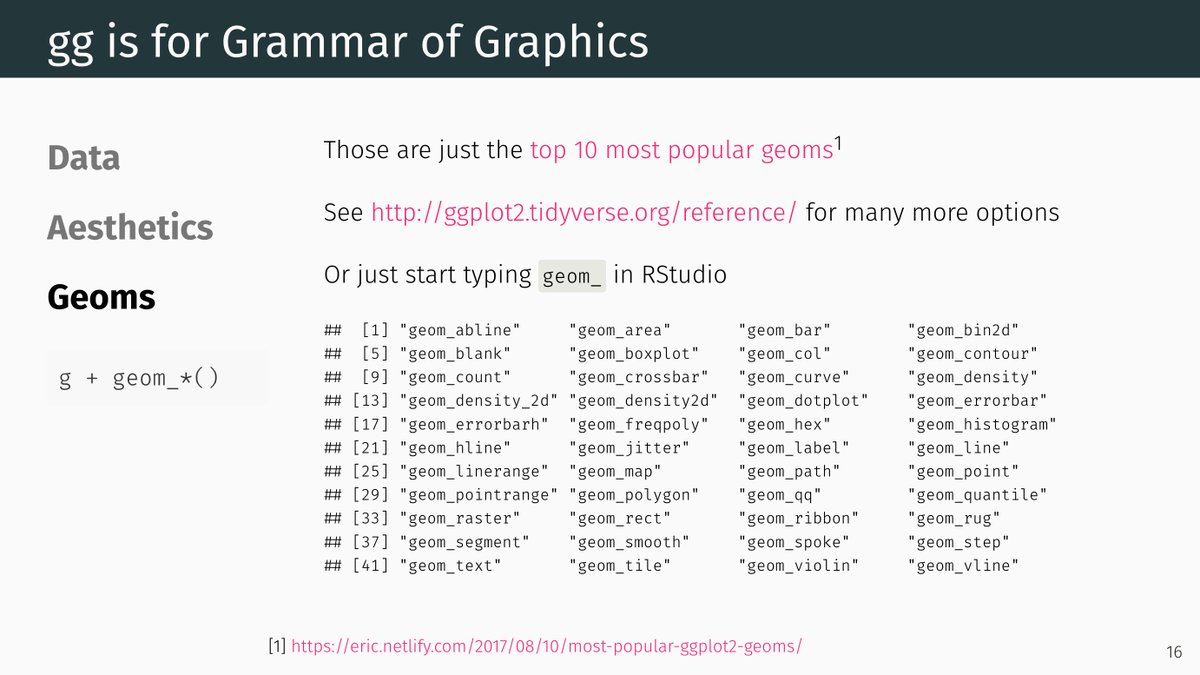 gg is for Grammar of Graphics
Data
Aesthetics
Geoms
g + geom_*()
Those are just the top 10 most popular geoms1
See http://ggplot2.tidyverse.org/reference/ for many more options
Or just start typing geom_ in RStudio
## [1] "geom_abline" "geom_area" "geom_bar" "geom_bin2d"
## [5] "geom_blank" "geom_boxplot" "geom_col" "geom_contour"
## [9] "geom_count" "geom_crossbar" "geom_curve" "geom_density"
## [13] "geom_density_2d" "geom_density2d" "geom_dotplot" "geom_errorbar"
## [17] "geom_errorbarh" "geom_freqpoly" "geom_hex" "geom_histogram"
## [21] "geom_hline" "geom_jitter" "geom_label" "geom_line"
## [25] "geom_linerange" "geom_map" "geom_path" "geom_point"
## [29] "geom_pointrange" "geom_polygon" "geom_qq" "geom_quantile"
## [33] "geom_raster" "geom_rect" "geom_ribbon" "geom_rug"
## [37] "geom_segment" "geom_smooth" "geom_spoke" "geom_step"
## [41] "geom_text" "geom_tile" "geom_violin" "geom_vline"
[1] https://eric.netlify.com/2017/08/10/most-popular-ggplot2-geoms/
16